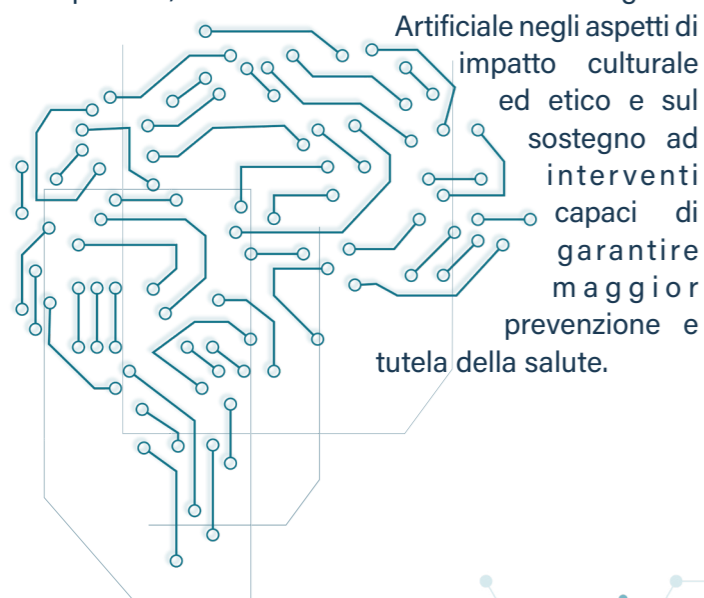 Artificiale negli aspetti di
impatto culturale
ed etico e sul
sostegno ad
interventi
capaci di
garantire
maggior
prevenzione e
tutela della salute.